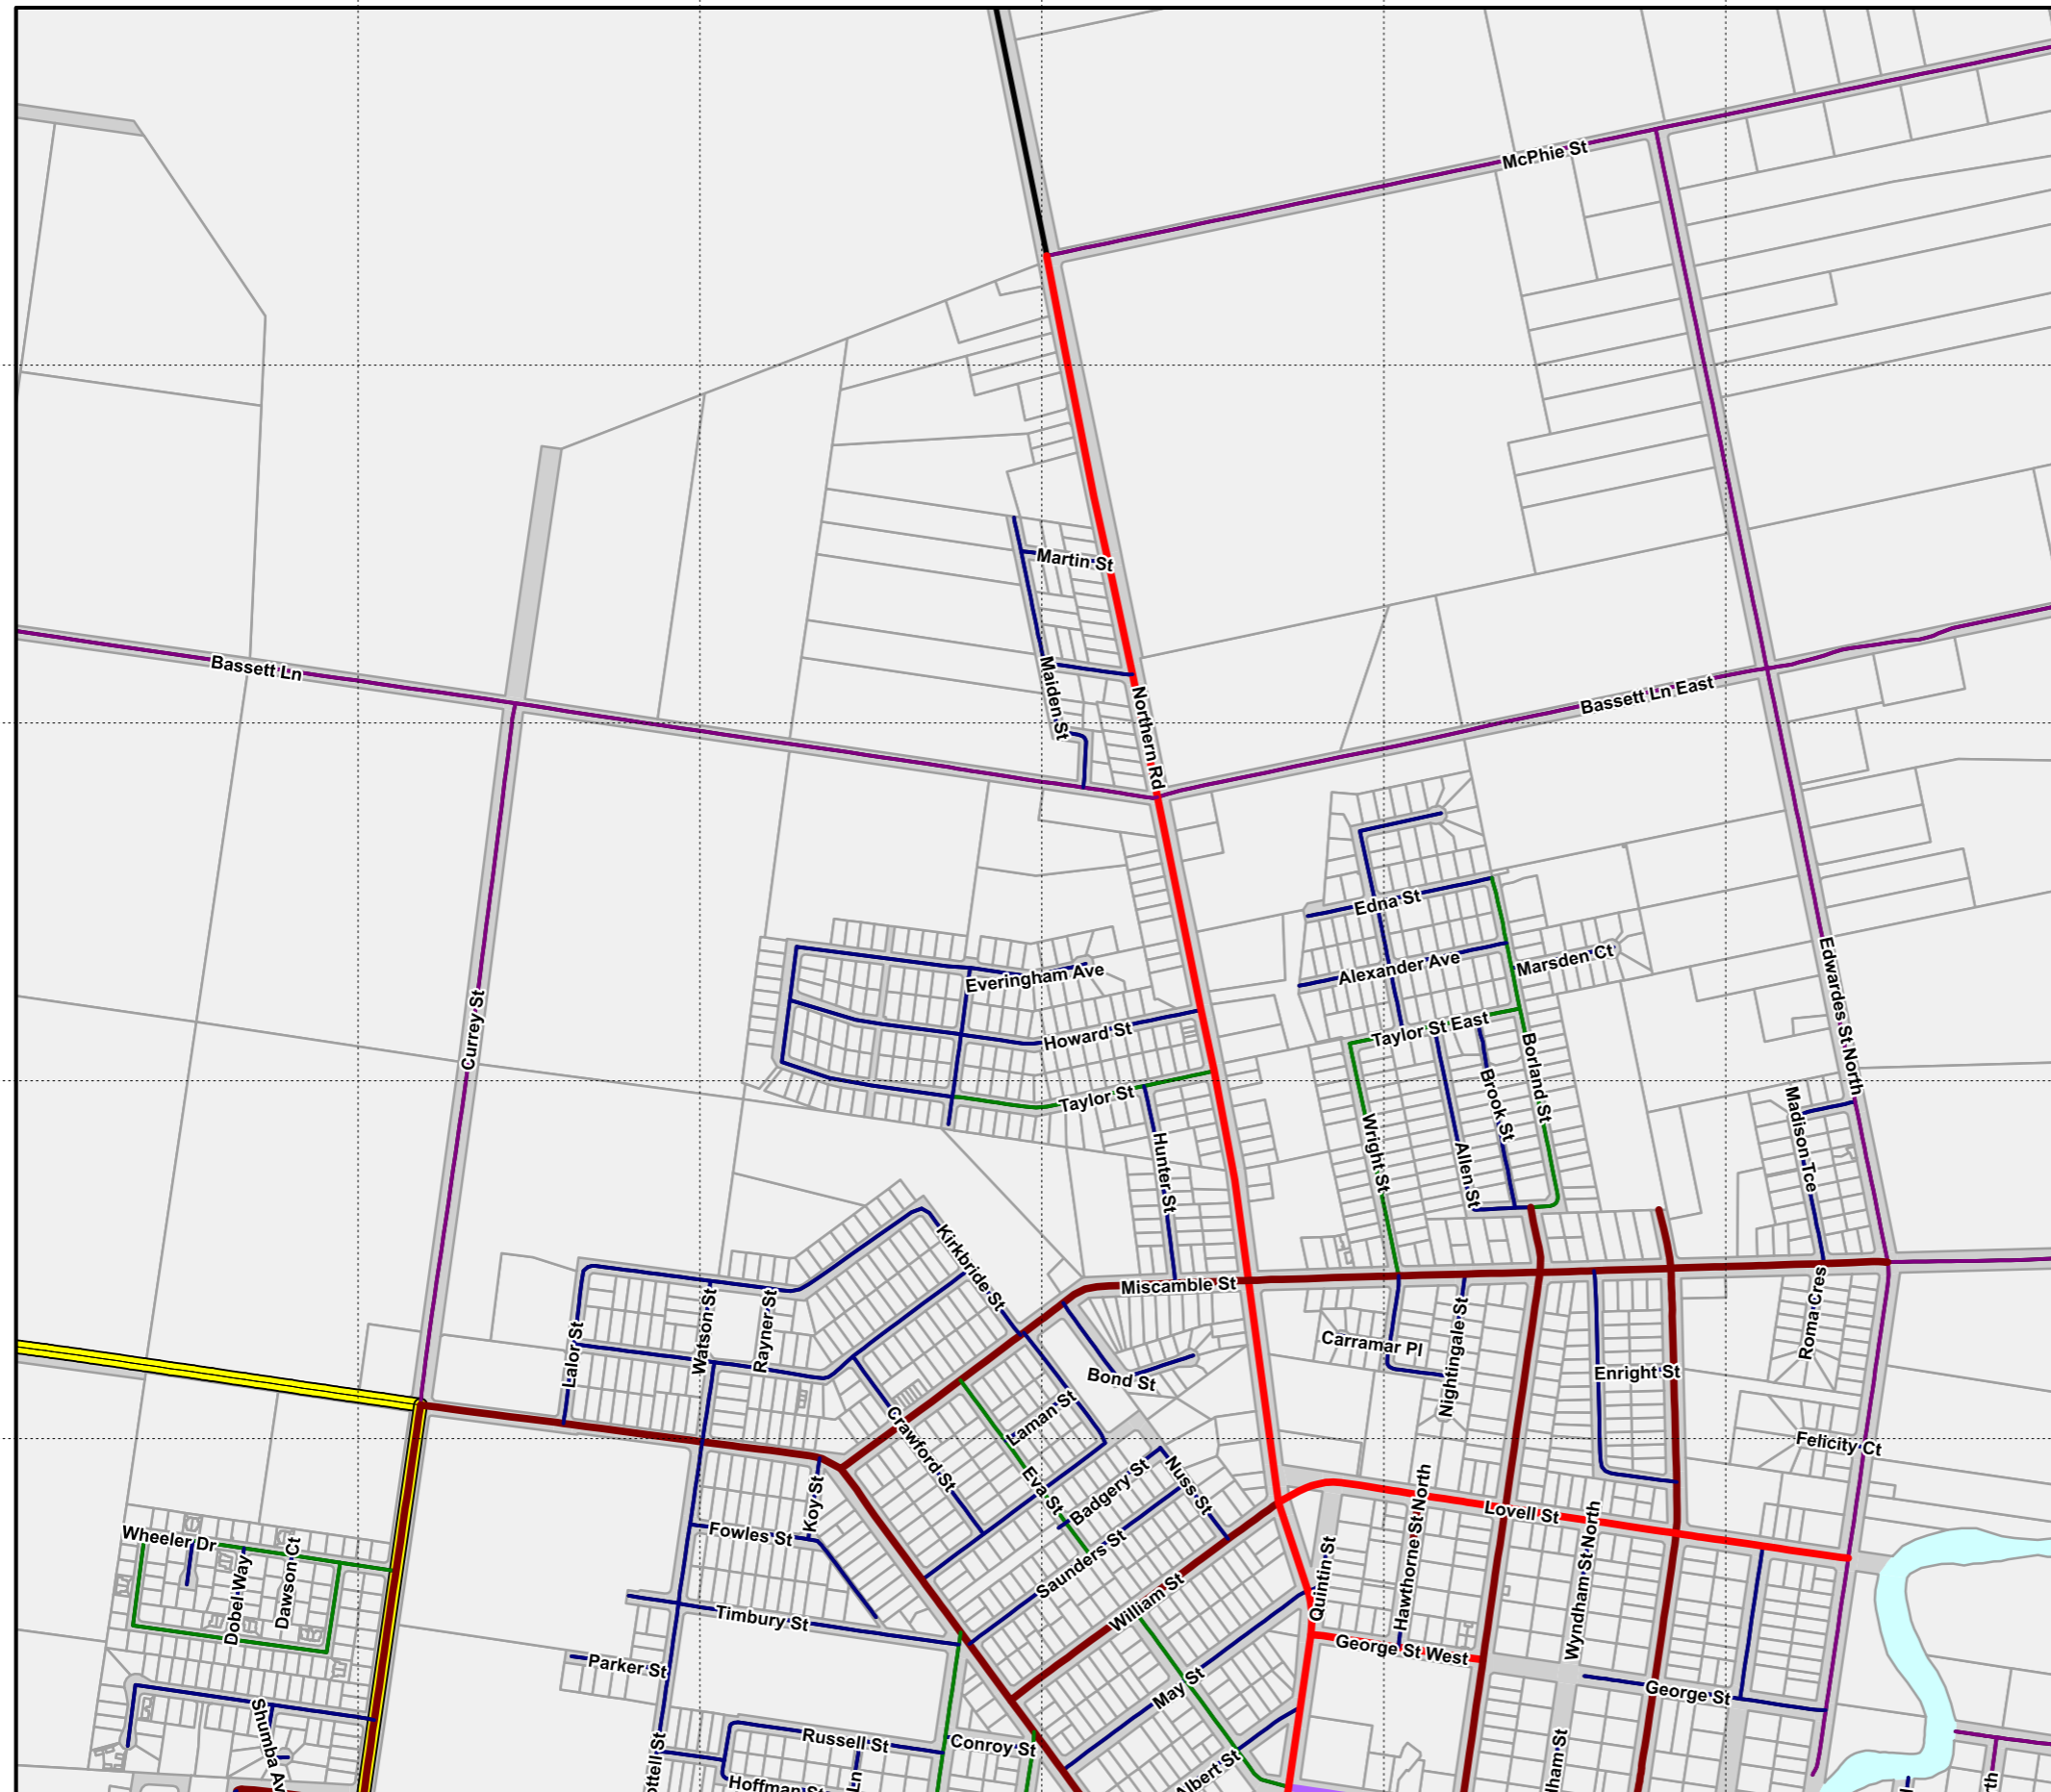 McPhie St
Martin St
Bassett Ln
Maiden St
Northern Rd
Bassett Ln East
Edna St
Alexander Ave
Marsden Ct
Everingham Ave
Edwardes St North
Currey St
Howard St
Taylor St East
Taylor St
Borland St
Brook St
Madison Tce
Wright St
Allen St
Hunter St
Kirkbride St
Miscamble St
Watson St
Rayner St
Lalor St
Carramar Pl
Nightingale St
Roma Cres
Enright St
Bond St
Laman St
Crawford St
Felicity Ct
Eva St
Badgery St
Nuss St
Koy St
Hawthorne St North
Lovell St
Wheeler Dr
Fowles St
Dobel Way
Dawson Ct
Saunders St
Quintin St
Wyndham St North
William St
Timbury St
George St West
Parker St
May St
George St
Shumba Av
Russell St
Conroy St
ottell St
Hoffman St
Ln
Albert St
lham St
rth